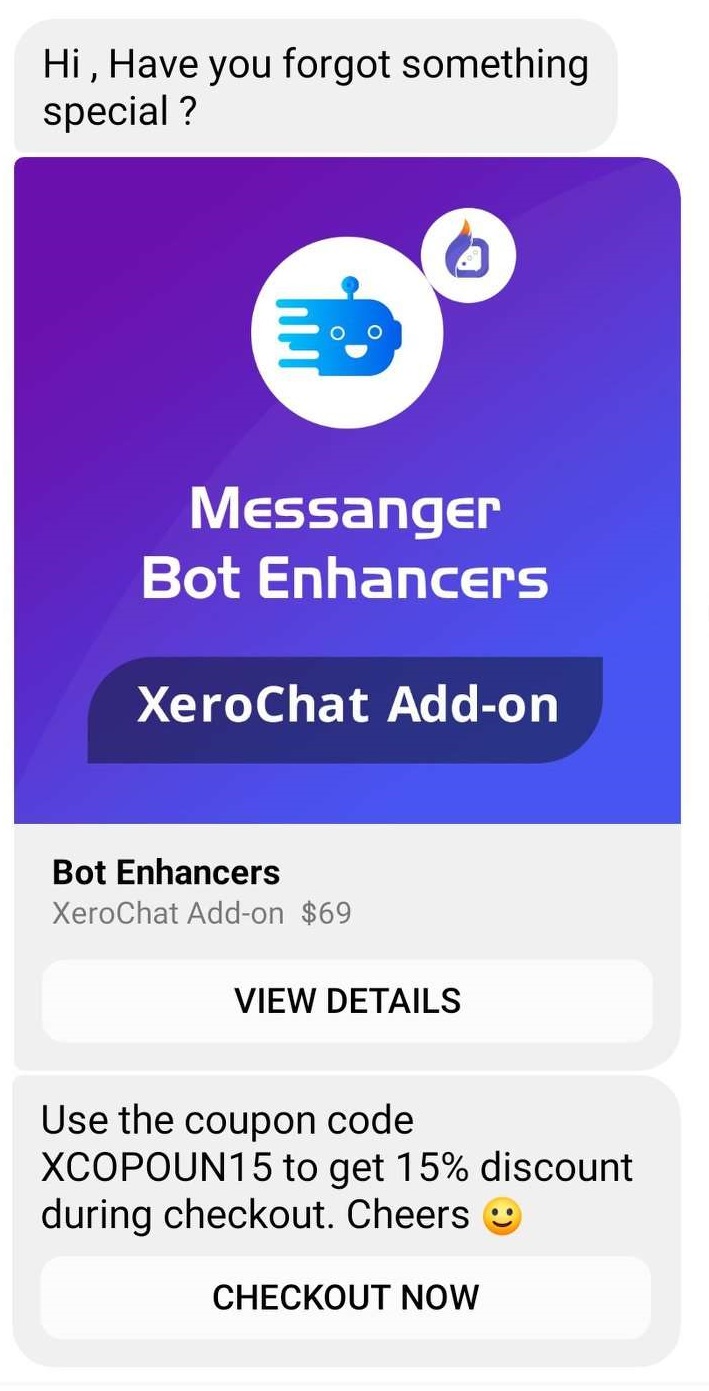 Hi , Have you forgot something
special ?
Messanger
Bot Enhancers
XeroChat Add-on
Bot Enhancers
XeroChat Add-on $69
VIEW DETAILS
Use the coupon code
XCOPOUN15 to get 15% discount
during checkout. Cheers 🙂
CHECKOUT NOW